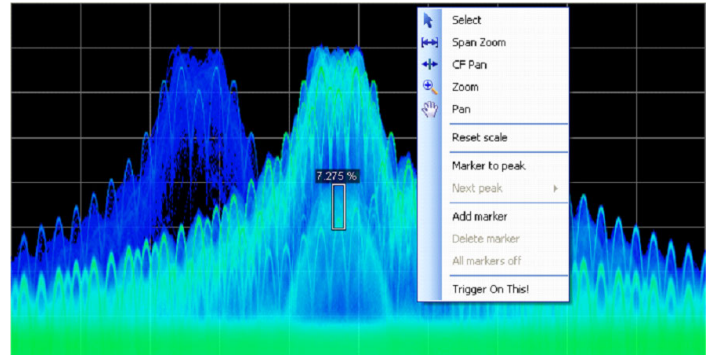 Select
Span Zoom
CF Pan
Zoom
Pan
Reset scale
Marker to peak
7.275 %
Next peak
Add marker
Delete marker
All markers off
Trigger On This!